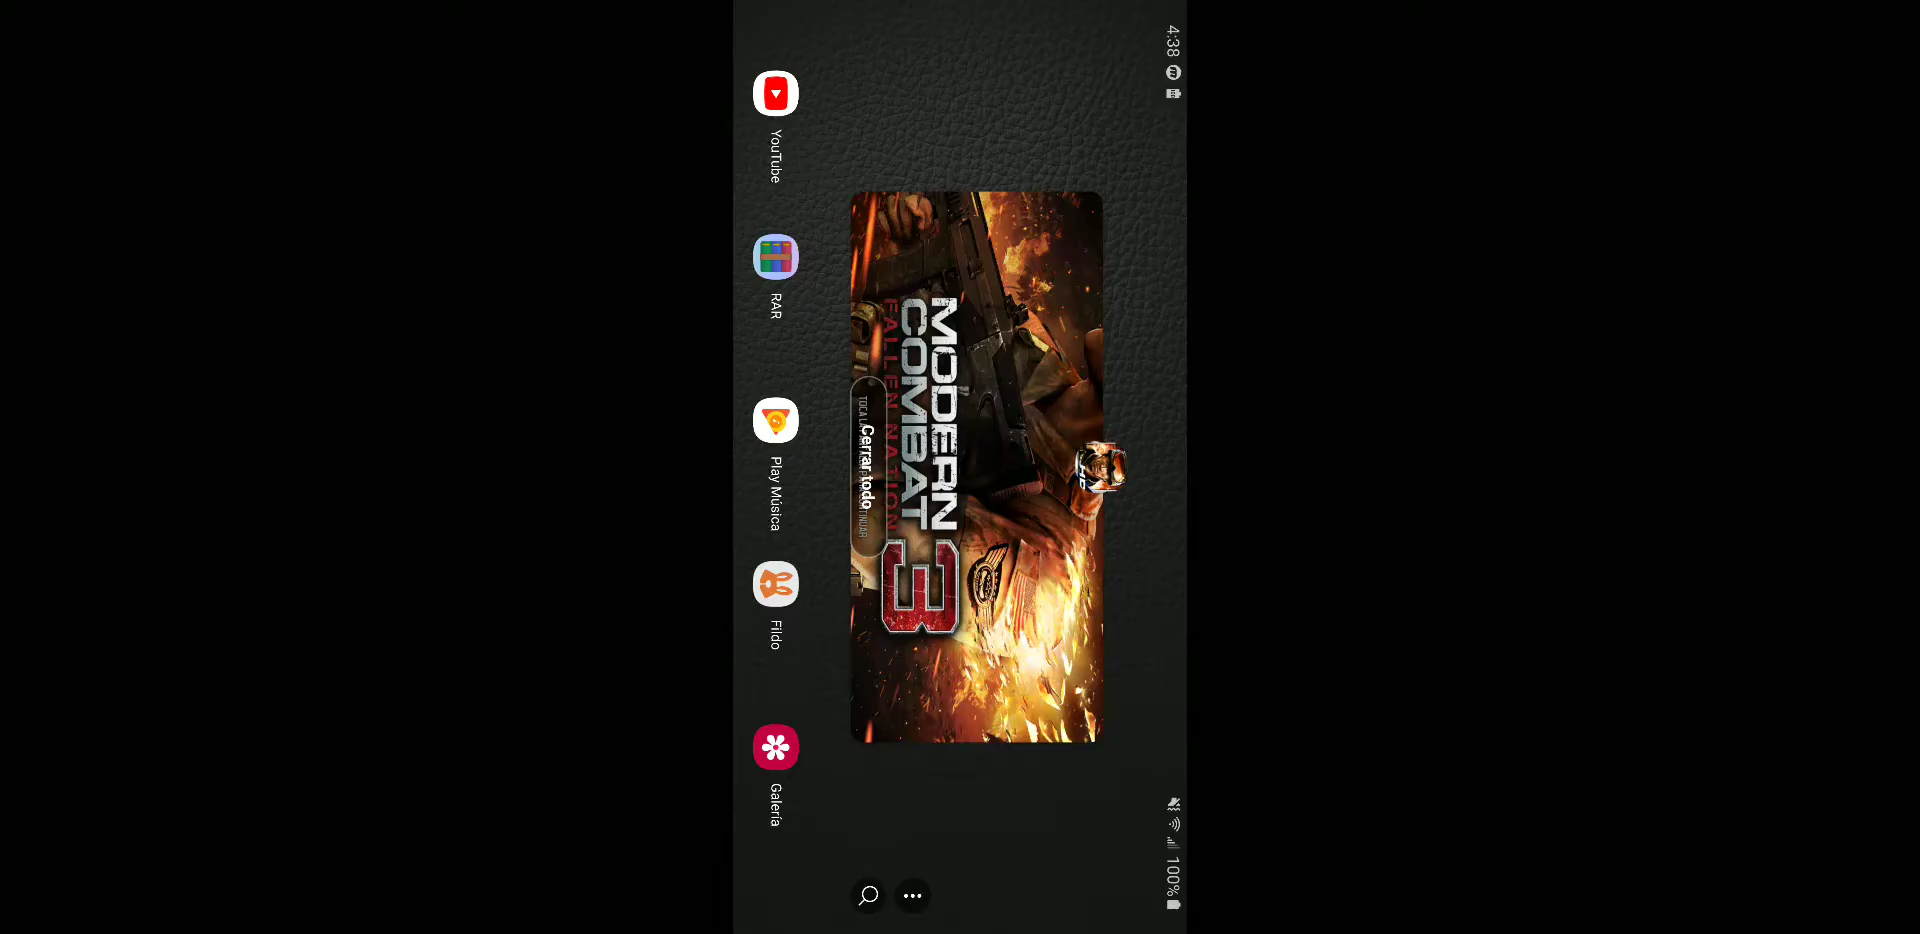 4:38
100%
MODERN
COMBAT 3
FALLEN NATION
Cerrar todo
YouTube
RAR
Play Música
Fildo
Galería